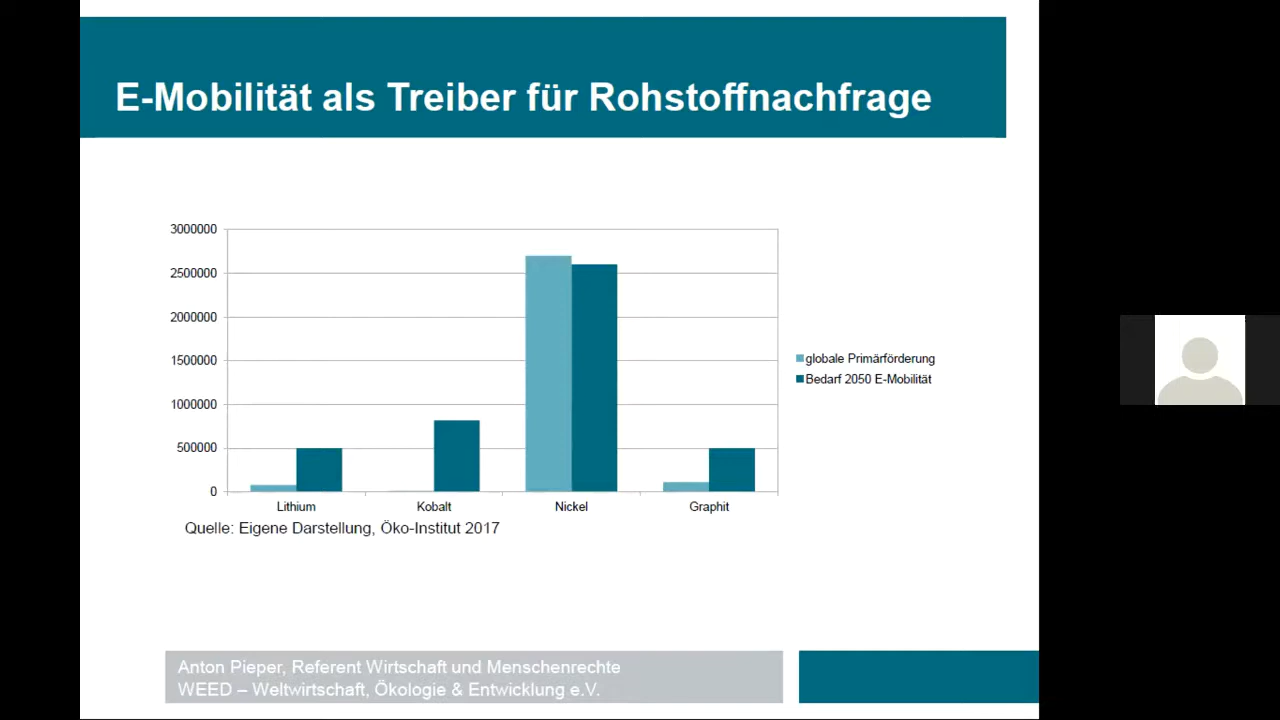 E-Mobilität als Treiber für Rohstoffnachfrage
3000000
2500000
2000000
1500000
1000000
500000
0
Lithium Kobalt Nickel Graphit
globale Primärförderung
Bedarf 2050 E-Mobilität
Quelle: Eigene Darstellung, Öko-Institut 2017
Anton Pieper, Referent Wirtschaft und Menschenrechte
WEED – Weltwirtschaft, Ökologie & Entwicklung e.V.